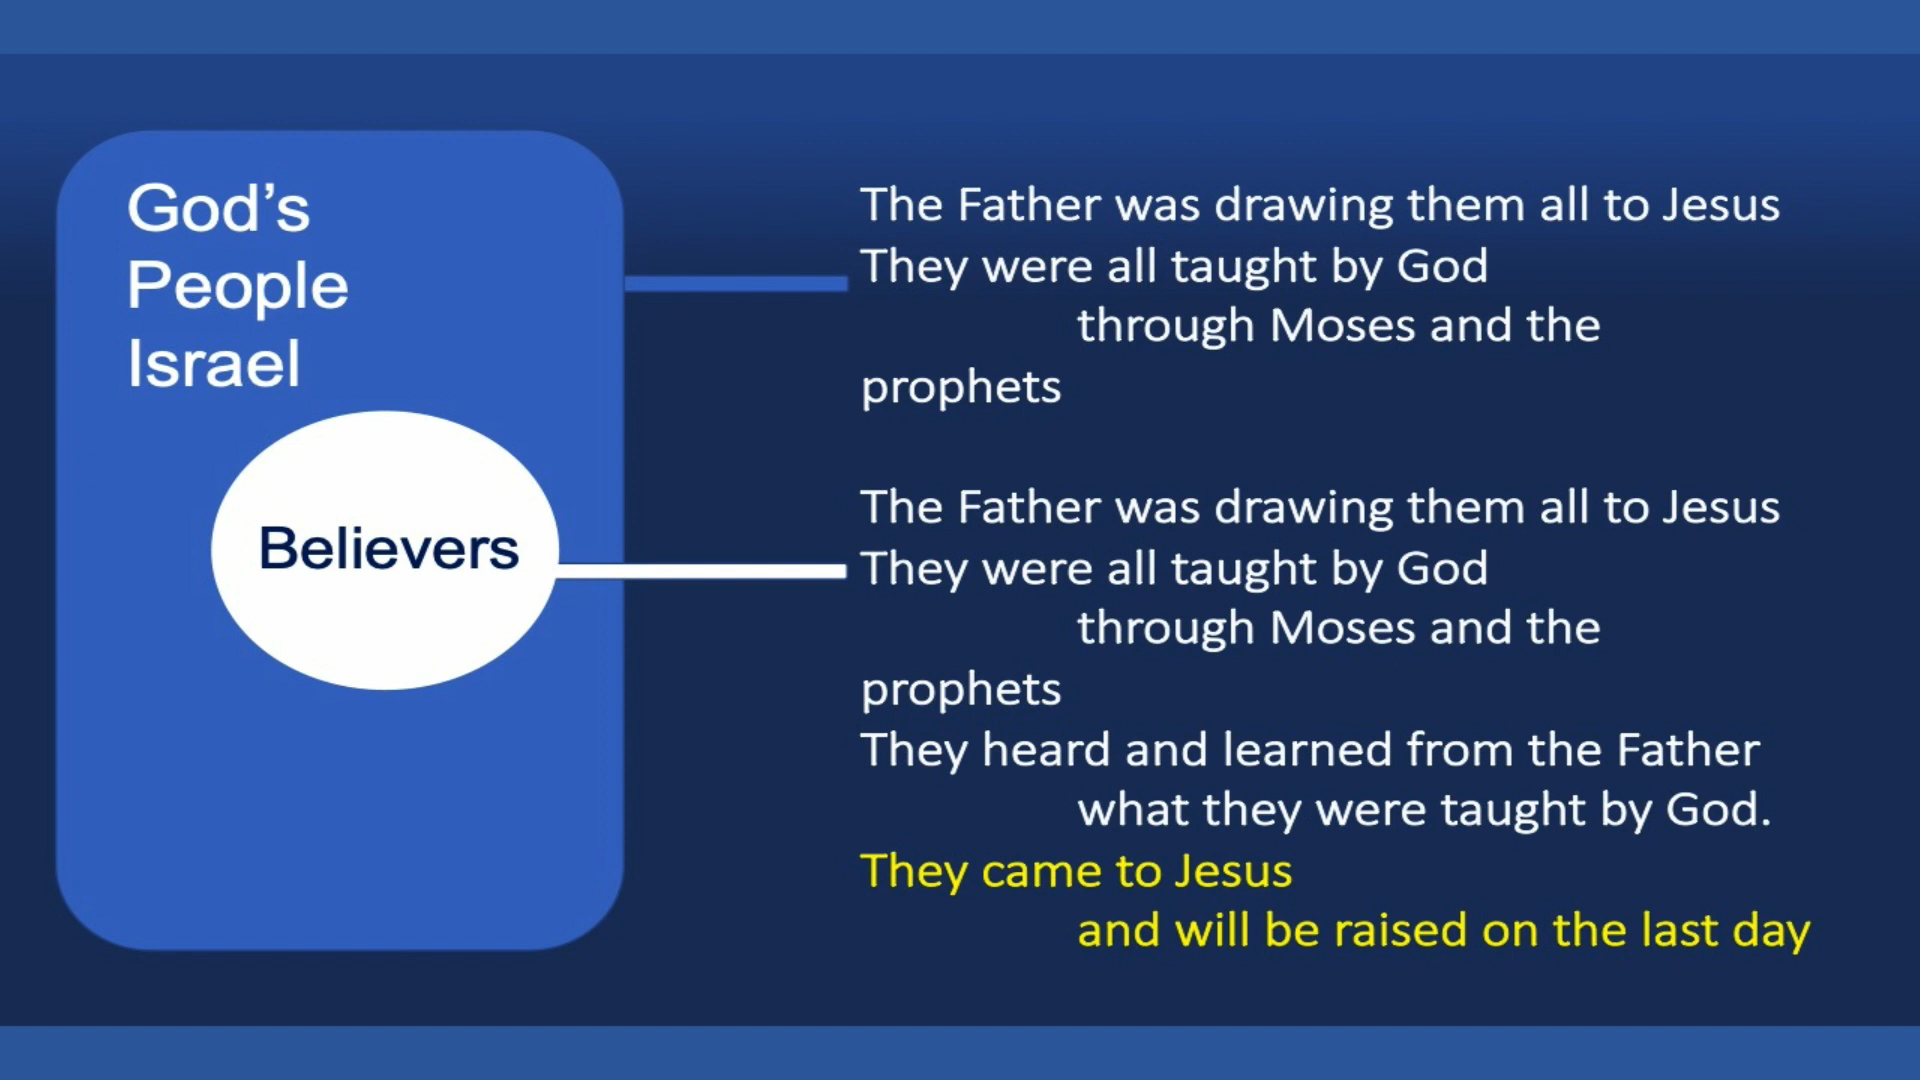 God’s
People
Israel
Believers
The Father was drawing them all to Jesus
They were all taught by God
through Moses and the
prophets
The Father was drawing them all to Jesus
They were all taught by God
through Moses and the
prophets
They heard and learned from the Father
what they were taught by God.
They came to Jesus
and will be raised on the last day